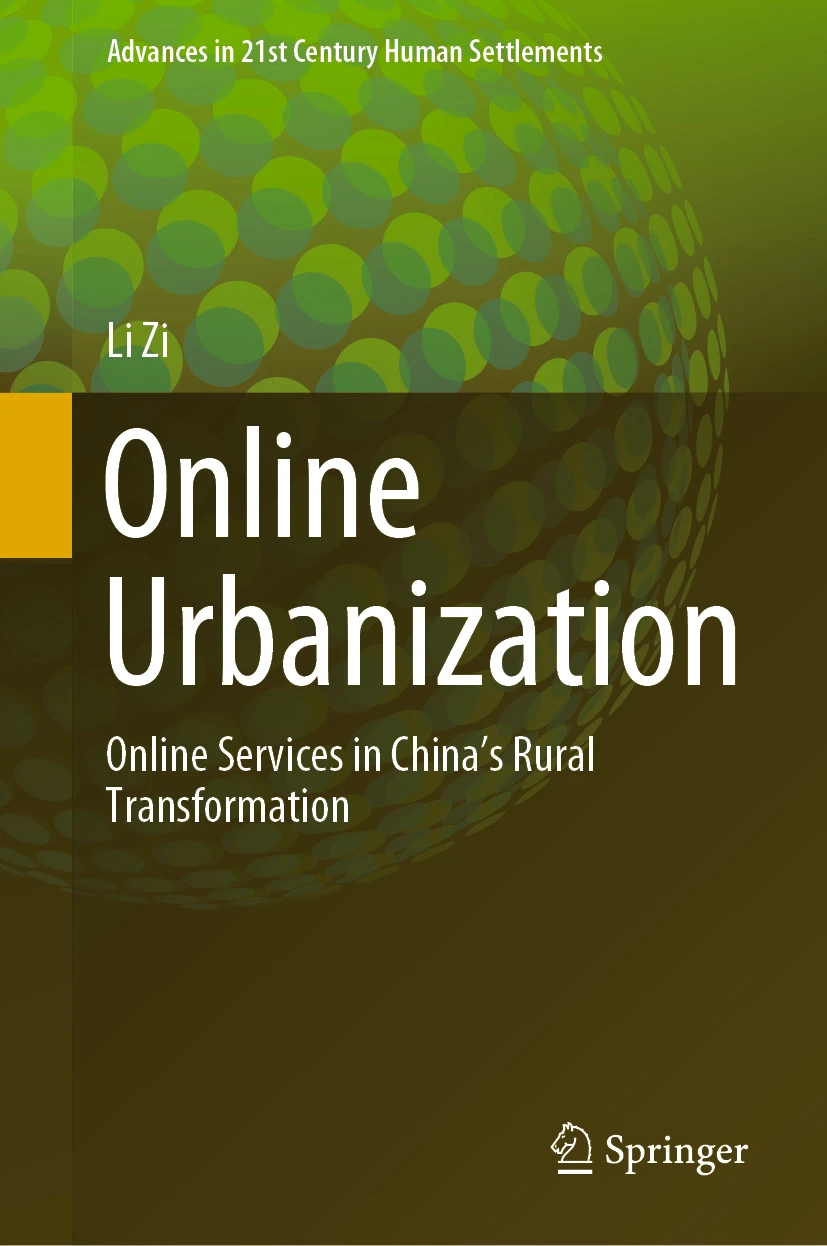 Advances in 21st Century Human Settlements
Li Zi
Online
Urbanization
Online Services in China’s Rural
Transformation
Springer